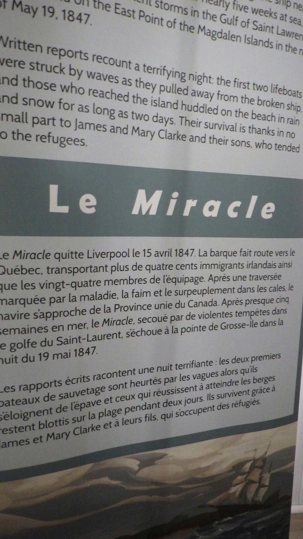 nearly five weeks at sea,
storms in the Gulf of Saint Lawren
on the East Point of the Magdalen Islands in the n
of May 19, 1847.
Written reports recount a terrifying night: the first two lifeboats
were struck by waves as they pulled away from the broken ship
and those who reached the island huddled on the beach in rain
and snow for as long as two days. Their survival is thanks in no
small part to James and Mary Clarke and their sons, who tended
to the refugees.
Le Miracle
Le Miracle quitte Liverpool le 15 avril 1847. La barque fait route vers le
Québec, transportant plus de quatre cents immigrants irlandais ainsi
que les vingt-quatre membres de l'équipage. Après une traversée
marquée par la maladie, la faim et le surpeuplement dans les cales, le
navire s'approche de la Province unie du Canada. Après presque cinq
semaines en mer, le Miracle, secoué par de violentes tempêtes dans
le golfe du Saint-Laurent, s'échoue à la pointe de Grosse-Île dans la
nuit du 19 mai 1847.
Les rapports écrits racontent une nuit terrifiante : les deux premiers
bateaux de sauvetage sont heurtés par les vagues alors qu'ils
s'éloignent de l'épave et ceux qui réussissent à atteindre les berges
restent blottis sur la plage pendant deux jours. Ils survivent grâce à
James et Mary Clarke et à leurs fils, qui s'occupent des réfugiés.